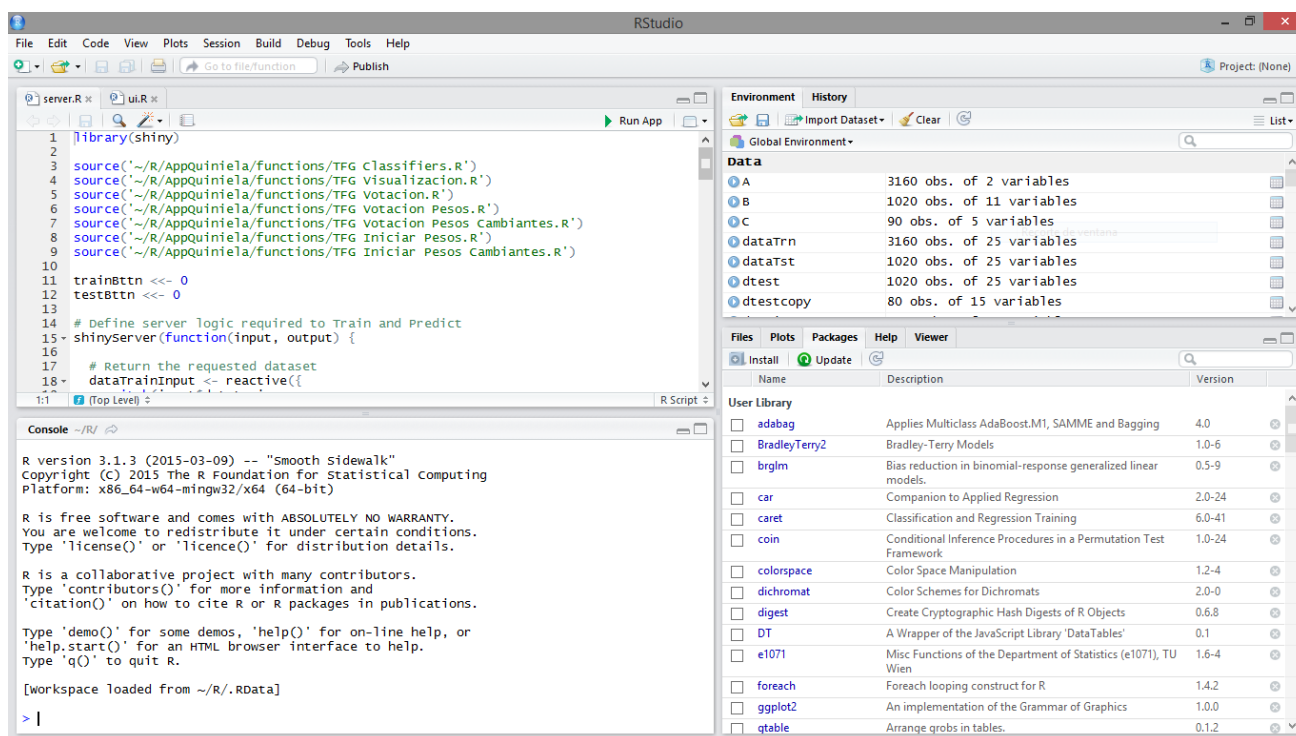 RStudio
File Edit Code View Plots Session Build Debug Tools Help
Go to file/function Publish Project: (None)
server.R ui.R
Run App
1 library(shiny)
2
3 source('~/R/AppQuiniela/functions/TFG Classifiers.R')
4 source('~/R/AppQuiniela/functions/TFG Visualizacion.R')
5 source('~/R/AppQuiniela/functions/TFG Votacion.R')
6 source('~/R/AppQuiniela/functions/TFG Votacion Pesos.R')
7 source('~/R/AppQuiniela/functions/TFG Votacion Pesos Cambiantes.R')
8 source('~/R/AppQuiniela/functions/TFG Iniciar Pesos.R')
9 source('~/R/AppQuiniela/functions/TFG Iniciar Pesos Cambiantes.R')
10
11 trainBttn <<- 0
12 testBttn <<- 0
13
14 # Define server logic required to Train and Predict
15 shinyServer(function(input, output) {
16
17 # Return the requested dataset
18 dataTrainInput <- reactive({
1:1 (Top Level) R Script
Console ~/R/
R version 3.1.3 (2015-03-09) -- "Smooth Sidewalk"
Copyright (C) 2015 The R Foundation for Statistical Computing
Platform: x86_64-w64-mingw32/x64 (64-bit)
R is free software and comes with ABSOLUTELY NO WARRANTY.
You are welcome to redistribute it under certain conditions.
Type 'license()' or 'licence()' for distribution details.
R is a collaborative project with many contributors.
Type 'contributors()' for more information and
'citation()' on how to cite R or R packages in publications.
Type 'demo()' for some demos, 'help()' for on-line help, or
'help.start()' for an HTML browser interface to help.
Type 'q()' to quit R.
[Workspace loaded from ~/R/.RData]
>
Environment History
Import Dataset Clear List
Global Environment
Data
A 3160 obs. of 2 variables
B 1020 obs. of 11 variables
C 90 obs. of 5 variables
dataTrn 3160 obs. of 25 variables
dataTst 1020 obs. of 25 variables
dtest 1020 obs. of 25 variables
dtestcopy 80 obs. of 15 variables
Files Plots Packages Help Viewer
Install Update
Name Description Version
User Library
adabag Applies Multiclass AdaBoost.M1, SAMME and Bagging 4.0
BradleyTerry2 Bradley-Terry Models 1.0-6
brglm Bias reduction in binomial-response generalized linear models. 0.5-9
car Companion to Applied Regression 2.0-24
caret Classification and Regression Training 6.0-41
coin Conditional Inference Procedures in a Permutation Test Framework 1.0-24
colorspace Color Space Manipulation 1.2-4
dichromat Color Schemes for Dichromats 2.0-0
digest Create Cryptographic Hash Digests of R Objects 0.6.8
DT A Wrapper of the JavaScript Library 'DataTables' 0.1
e1071 Misc Functions of the Department of Statistics (e1071), TU Wien 1.6-4
foreach Foreach looping construct for R 1.4.2
ggplot2 An implementation of the Grammar of Graphics 1.0.0
gtable Arrange grobs in tables. 0.1.2